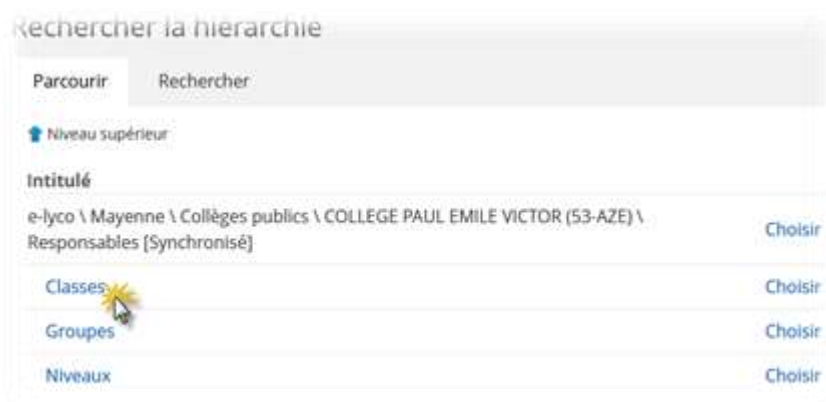 Rechercher la hiérarchie
Parcourir Rechercher
Niveau supérieur
Intitulé
e-lyco \ Mayenne \ Collèges publics \ COLLEGE PAUL EMILE VICTOR (53-AZE) \
Responsables [Synchronisé] Choisir
Classes Choisir
Groupes Choisir
Niveaux Choisir